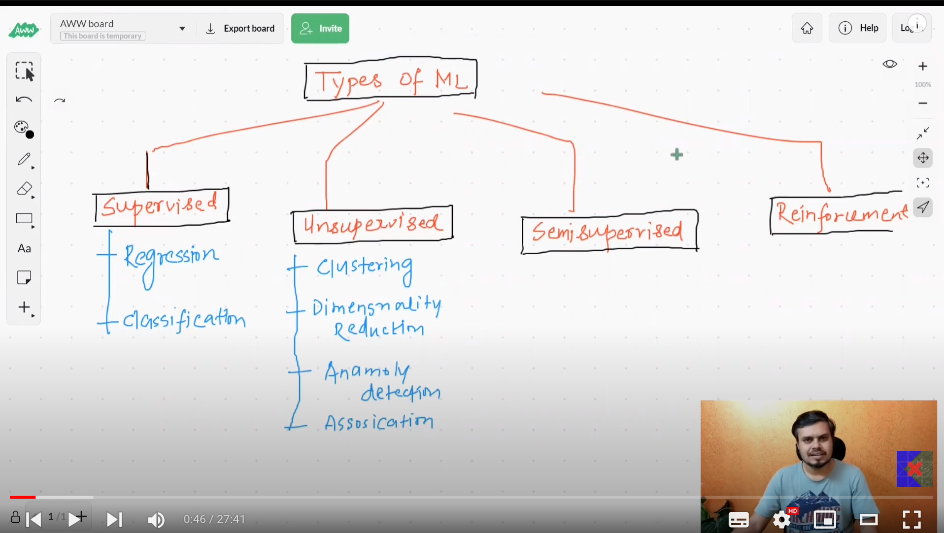 AWW board
This board is temporary
Export board
Invite
Help
100%
Types of ML
Supervised
Unsupervised
Semisupervised
Reinforcement
Regression
Classification
Clustering
Dimensnality
Reduction
Anamoly
detection
Assosication
Aa
1 / 1
0:46 / 27:41
HD